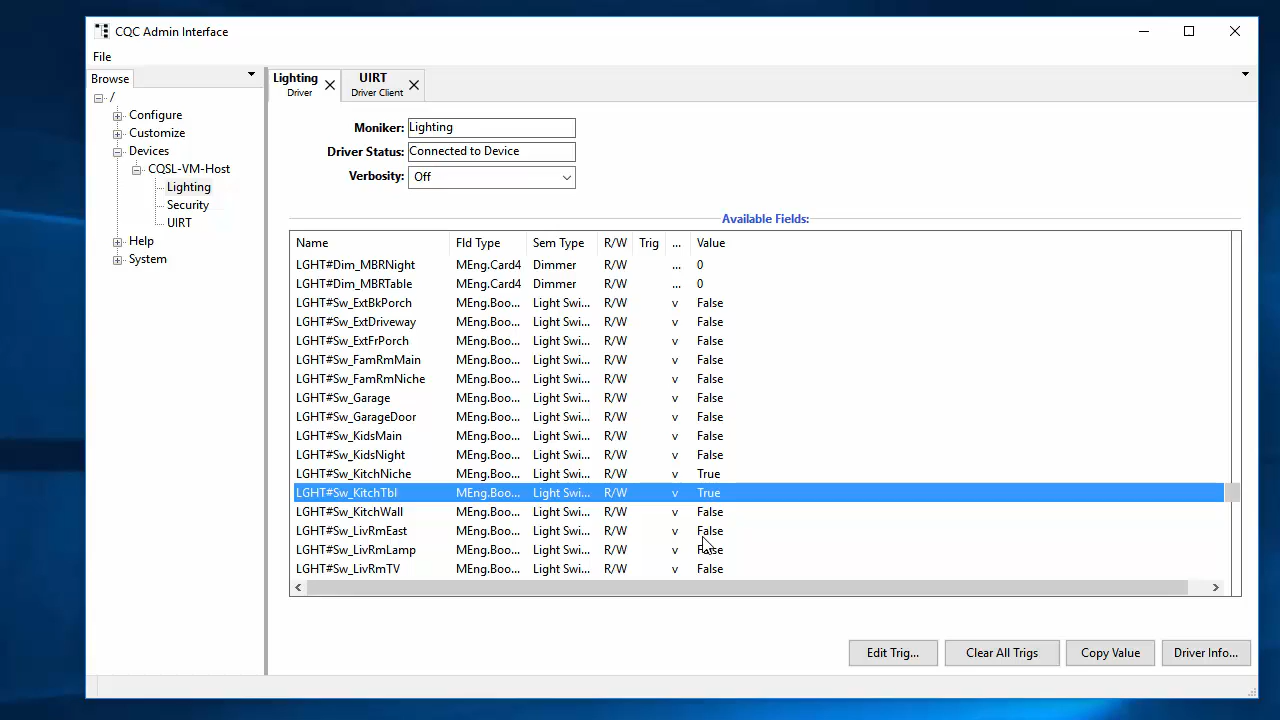 CQC Admin Interface
File
Browse
/
Configure
Customize
Devices
CQSL-VM-Host
Lighting
Security
UIRT
Help
System
Lighting
Driver
UIRT
Driver Client
Moniker: Lighting
Driver Status: Connected to Device
Verbosity: Off
Available Fields:
Name Fld Type Sem Type R/W Trig ... Value
LGHT#Dim_MBRNight MEng.Card4 Dimmer R/W ... 0
LGHT#Dim_MBRTable MEng.Card4 Dimmer R/W ... 0
LGHT#Sw_ExtBkPorch MEng.Boo... Light Swi... R/W v False
LGHT#Sw_ExtDriveway MEng.Boo... Light Swi... R/W v False
LGHT#Sw_ExtFrPorch MEng.Boo... Light Swi... R/W v False
LGHT#Sw_FamRmMain MEng.Boo... Light Swi... R/W v False
LGHT#Sw_FamRmNiche MEng.Boo... Light Swi... R/W v False
LGHT#Sw_Garage MEng.Boo... Light Swi... R/W v False
LGHT#Sw_GarageDoor MEng.Boo... Light Swi... R/W v False
LGHT#Sw_KidsMain MEng.Boo... Light Swi... R/W v False
LGHT#Sw_KidsNight MEng.Boo... Light Swi... R/W v False
LGHT#Sw_KitchNiche MEng.Boo... Light Swi... R/W v True
LGHT#Sw_KitchTbl MEng.Boo... Light Swi... R/W v True
LGHT#Sw_KitchWall MEng.Boo... Light Swi... R/W v False
LGHT#Sw_LivRmEast MEng.Boo... Light Swi... R/W v False
LGHT#Sw_LivRmLamp MEng.Boo... Light Swi... R/W v False
LGHT#Sw_LivRmTV MEng.Boo... Light Swi... R/W v False
Edit Trig... Clear All Trigs Copy Value Driver Info...